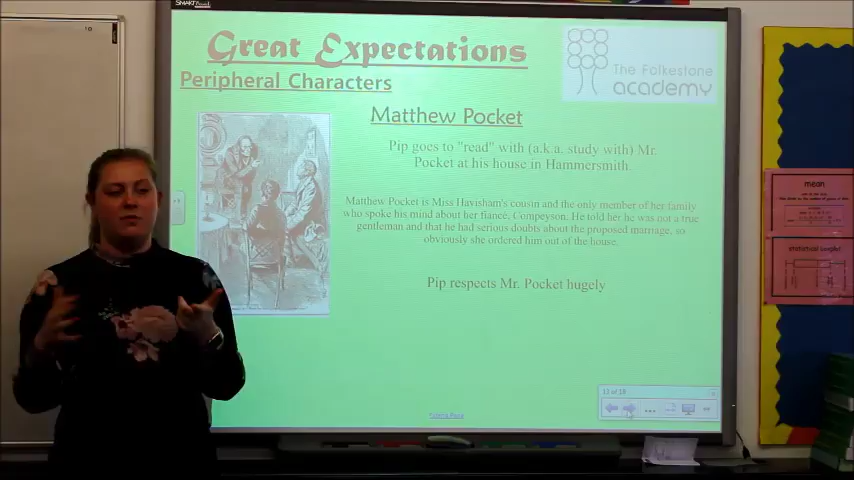 SMART
Great Expectations
Peripheral Characters
The Folkestone
academy
Matthew Pocket
Pip goes to "read" with (a.k.a. study with) Mr.
Pocket at his house in Hammersmith.
Matthew Pocket is Miss Havisham's cousin and the only member of her family
who spoke his mind about her fiancé, Compeyson. He told her he was not a true
gentleman and that he had serious doubts about the proposed marriage, so
obviously she ordered him out of the house.
Pip respects Mr. Pocket hugely
mean